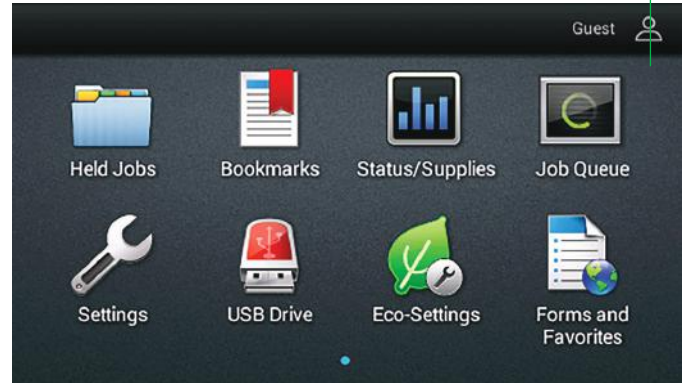 Guest
Held Jobs
Bookmarks
Status/Supplies
Job Queue
Settings
USB Drive
Eco-Settings
Forms and
Favorites